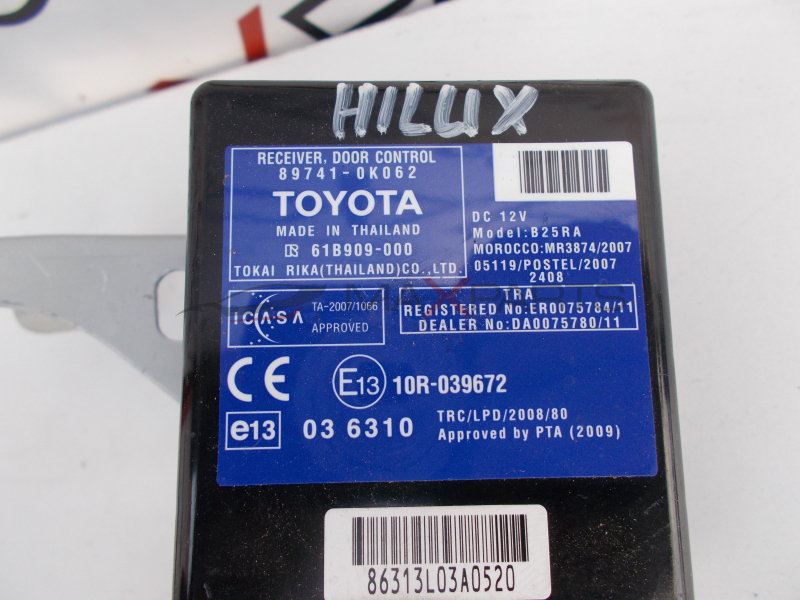 HILUX
RECEIVER, DOOR CONTROL
89741-0K062
TOYOTA
MADE IN THAILAND
61B909-000
TOKAI RIKA(THAILAND)CO.,LTD.
DC 12V
Model:B25RA
MOROCCO:MR3874/2007
05119/POSTEL/2007
2408
ICASA
TA-2007/1066
APPROVED
TRA
REGISTERED No:ER0075784/11
DEALER No:DA0075780/11
CE
E13 10R-039672
e13 03 6310
TRC/LPD/2008/80
Approved by PTA (2009)
86313L03A0520